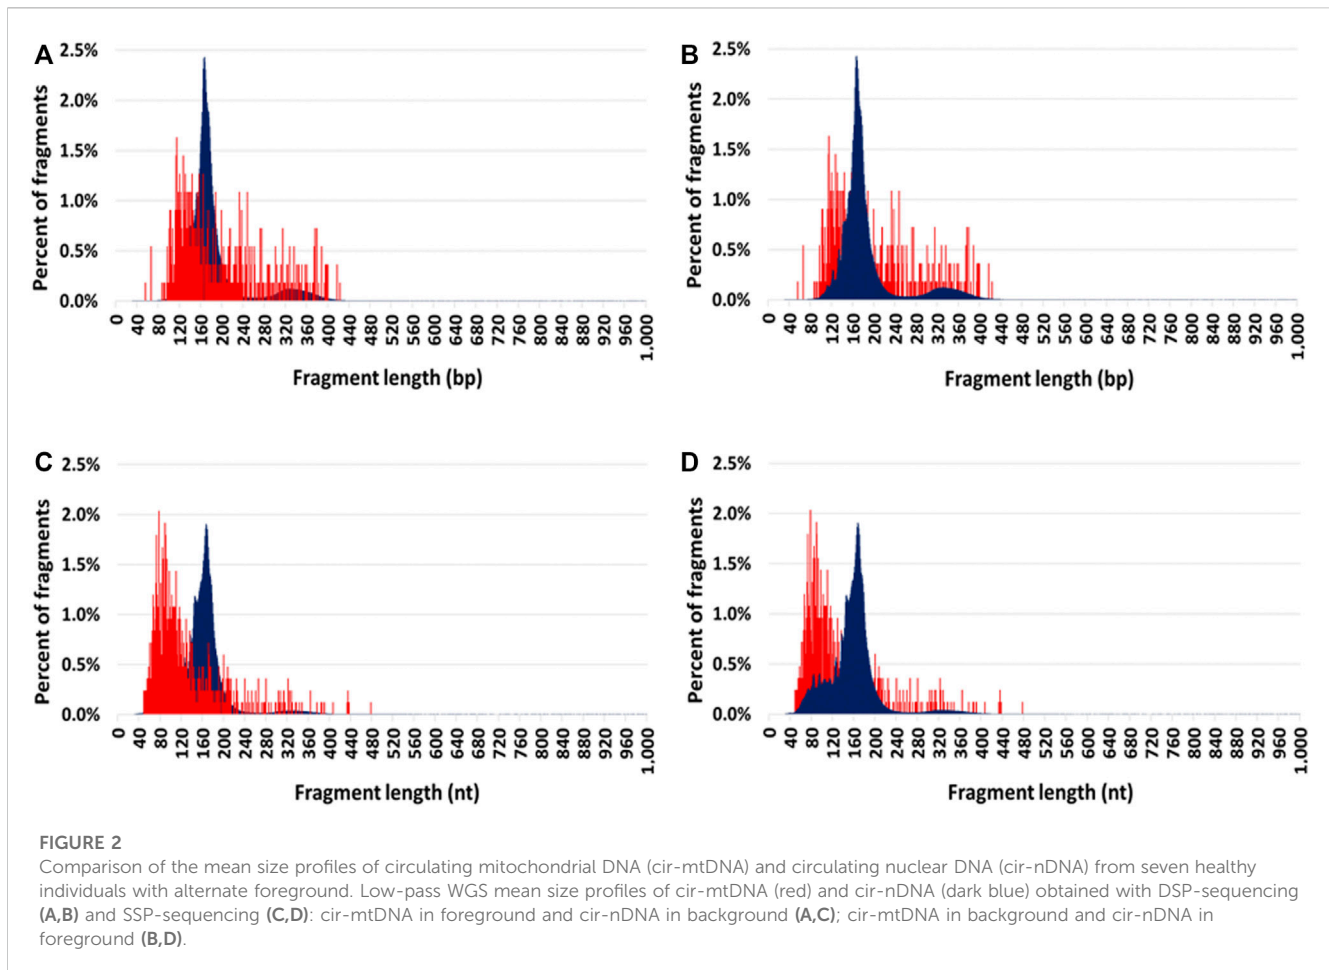 A
2.5%
2.0%
1.5%
1.0%
0.5%
0.0%
Percent of fragments
0 40 80 120 160 200 240 280 320 360 400 440 480 520 560 600 640 680 720 760 800 840 880 920 960 1,000
Fragment length (bp)
B
2.5%
2.0%
1.5%
1.0%
0.5%
0.0%
Percent of fragments
0 40 80 120 160 200 240 280 320 360 400 440 480 520 560 600 640 680 720 760 800 840 880 920 960 1,000
Fragment length (bp)
C
2.5%
2.0%
1.5%
1.0%
0.5%
0.0%
Percent of fragments
0 40 80 120 160 200 240 280 320 360 400 440 480 520 560 600 640 680 720 760 800 840 880 920 960 1,000
Fragment length (nt)
D
2.5%
2.0%
1.5%
1.0%
0.5%
0.0%
Percent of fragments
0 40 80 120 160 200 240 280 320 360 400 440 480 520 560 600 640 680 720 760 800 840 880 920 960 1,000
Fragment length (nt)
FIGURE 2
Comparison of the mean size profiles of circulating mitochondrial DNA (cir-mtDNA) and circulating nuclear DNA (cir-nDNA) from seven healthy
individuals with alternate foreground. Low-pass WGS mean size profiles of cir-mtDNA (red) and cir-nDNA (dark blue) obtained with DSP-sequencing
(A,B) and SSP-sequencing (C,D): cir-mtDNA in foreground and cir-nDNA in background (A,C); cir-mtDNA in background and cir-nDNA in
foreground (B,D).